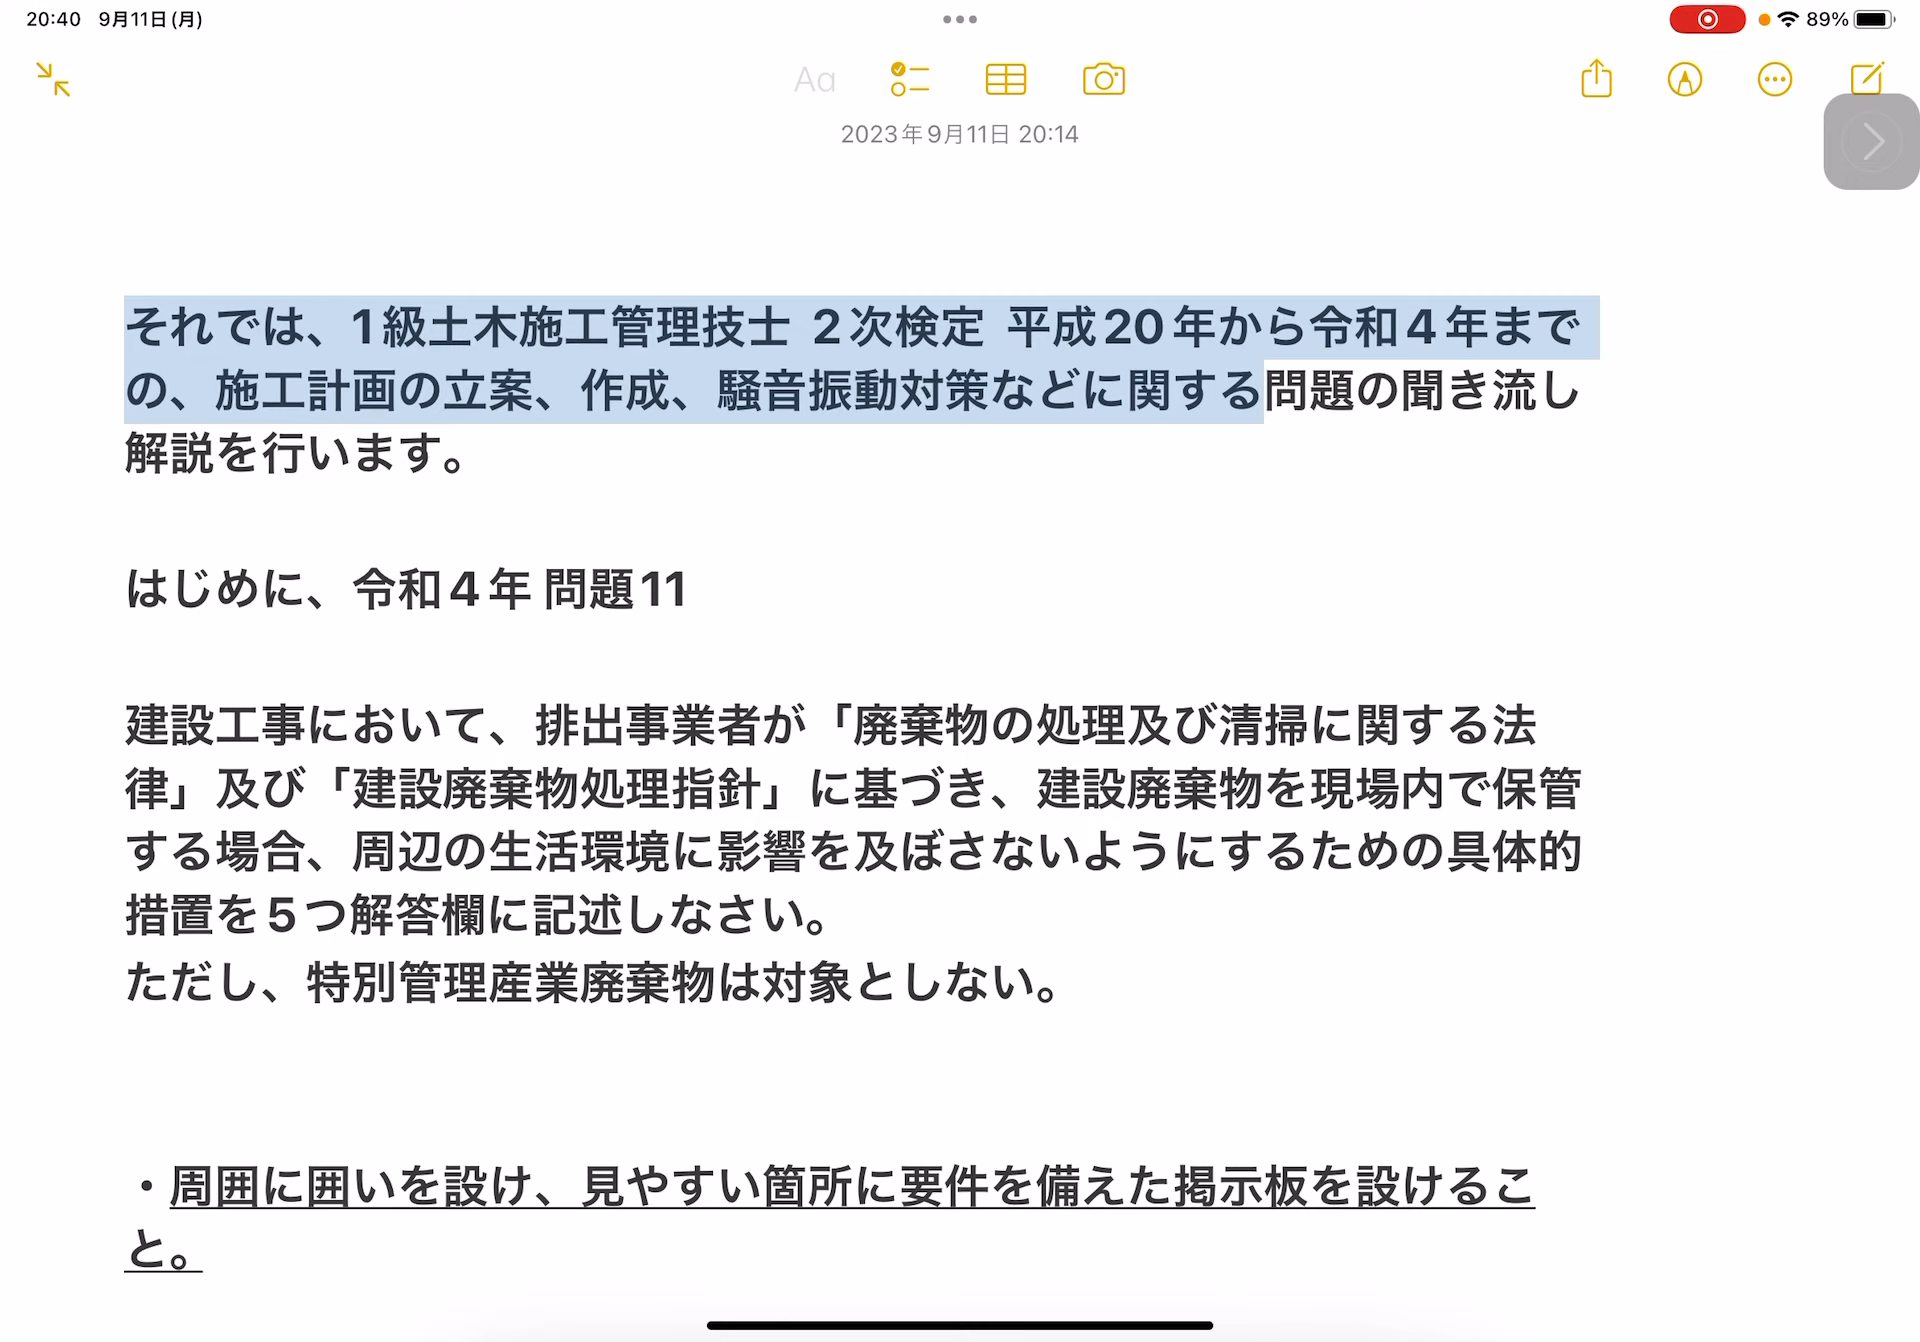 20:40 9月11日(月)
89%
Aa
2023年9月11日 20:14
それでは、1級土木施工管理技士 2次検定 平成20年から令和4年まで
の、施工計画の立案、作成、騒音振動対策などに関する問題の聞き流し
解説を行います。
はじめに、令和4年 問題11
建設工事において、排出事業者が「廃棄物の処理及び清掃に関する法
律」及び「建設廃棄物処理指針」に基づき、建設廃棄物を現場内で保管
する場合、周辺の生活環境に影響を及ぼさないようにするための具体的
措置を5つ解答欄に記述しなさい。
ただし、特別管理産業廃棄物は対象としない。
・周囲に囲いを設け、見やすい箇所に要件を備えた掲示板を設けるこ
と。